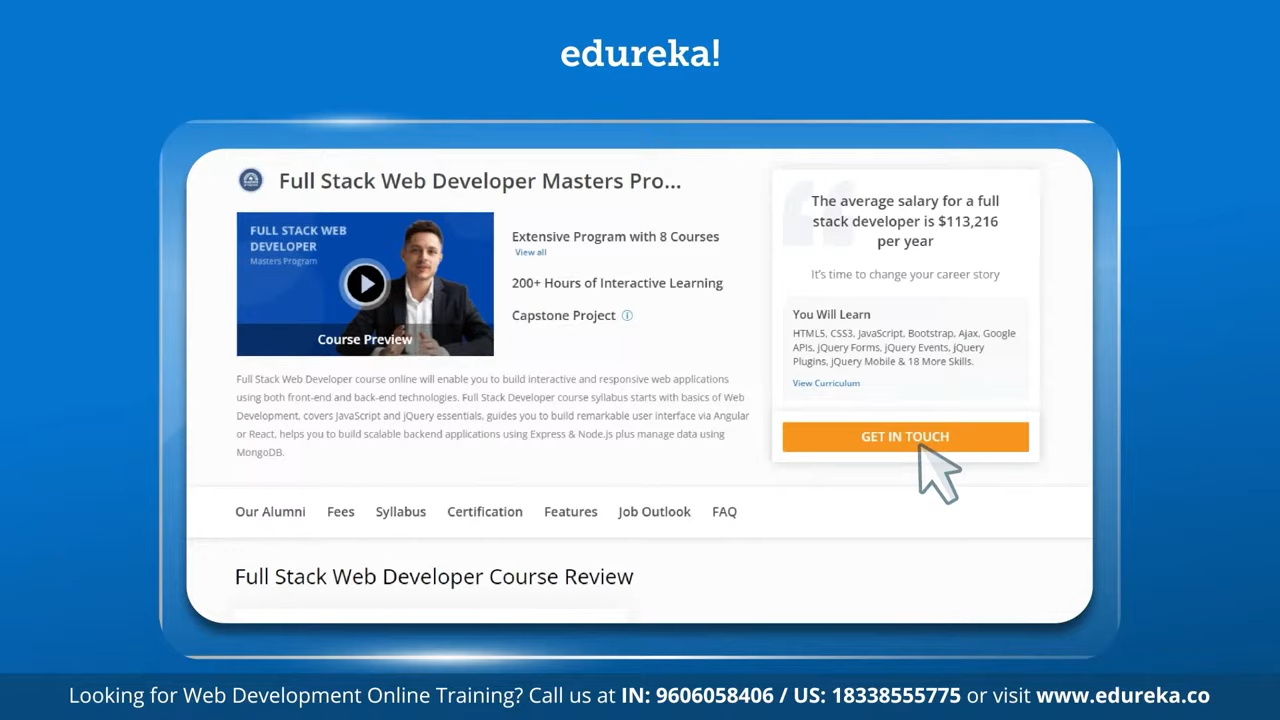 edureka!
Full Stack Web Developer Masters Pro...
FULL STACK WEB
DEVELOPER
Masters Program
Course Preview
Extensive Program with 8 Courses
View all
200+ Hours of Interactive Learning
Capstone Project
Full Stack Web Developer course online will enable you to build interactive and responsive web applications
using both front-end and back-end technologies. Full Stack Developer course syllabus starts with basics of Web
Development, covers JavaScript and jQuery essentials, guides you to build remarkable user interface via Angular
or React, helps you to build scalable backend applications using Express & Node.js plus manage data using
MongoDB.
The average salary for a full
stack developer is $113,216
per year
It's time to change your career story
You Will Learn
HTML5, CSS3, JavaScript, Bootstrap, Ajax, Google
APIs, jQuery Forms, jQuery Events, jQuery
Plugins, jQuery Mobile & 18 More Skills.
View Curriculum
GET IN TOUCH
Our Alumni Fees Syllabus Certification Features Job Outlook FAQ
Full Stack Web Developer Course Review
Looking for Web Development Online Training? Call us at IN: 9606058406 / US: 18338555775 or visit www.edureka.co